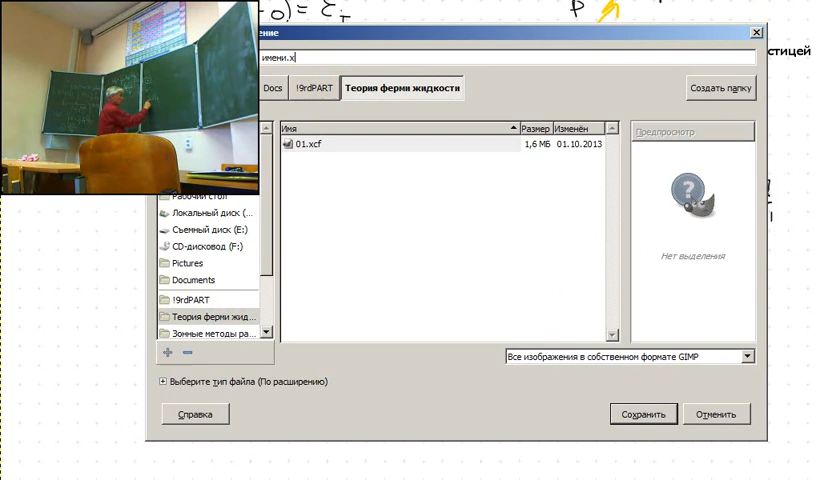 0) = ε
P
ение
стицей
имени.x
Docs
!9rdPART
Теория ферми жидкости
Создать папку
Имя
Размер
Изменён
Предпросмотр
01.xcf
1,6 МБ
01.10.2013
Рабочий стол
Локальный диск (...
Съемный диск (E:)
CD-дисковод (F:)
Pictures
Documents
!9rdPART
Теория ферми жид...
Зонные методы ра...
Нет выделения
Все изображения в собственном формате GIMP
Выберите тип файла (По расширению)
Справка
Сохранить
Отменить